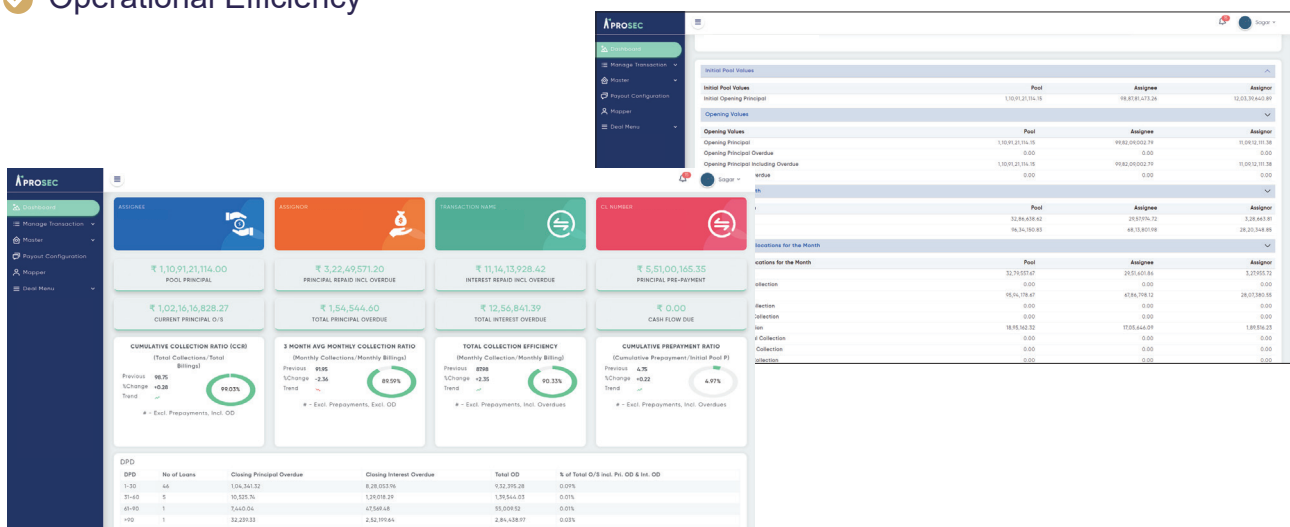 Operational Efficiency
PROSEC
Sagar
Dashboard
Manage Transaction
Master
Payout Configuration
Mapper
Deal Menu
Initial Pool Values
Initial Pool Values Pool Assignee Assignor
Initial Opening Principal 1,10,91,21,114.15 98,87,81,473.26 12,03,39,640.89
Opening Values
Opening Values Pool Assignee Assignor
Opening Principal 1,10,91,21,114.15 99,82,09,002.79 11,09,12,111.38
Opening Principal Overdue 0.00 0.00 0.00
Opening Principal Including Overdue 1,10,91,21,114.15 99,82,09,002.79 11,09,12,111.38
erdue 0.00 0.00 0.00
th
Pool Assignee Assignor
32,86,638.62 29,57,974.72 3,28,663.81
96,34,150.83 68,13,801.98 28,20,348.88
locations for the Month
ocations for the Month Pool Assignee Assignor
32,79,557.67 29,51,601.86 3,27,955.72
ollection 0.00 0.00 0.00
95,94,178.67 67,86,798.12 28,07,380.55
llection 0.00 0.00 0.00
Collection 0.00 0.00 0.00
on 18,95,162.32 17,05,646.09 1,89,516.23
l Collection 0.00 0.00 0.00
Collection 0.00 0.00 0.00
ollection 0.00 0.00 0.00
PROSEC
Sagar
Dashboard
Manage Transaction
Master
Payout Configuration
Mapper
Deal Menu
ASSIGNEE ASSIGNOR TRANSACTION NAME CL NUMBER
₹ 1,10,91,21,114.00 ₹ 3,22,49,571.20 ₹ 11,14,13,928.42 ₹ 5,51,00,165.35
POOL PRINCIPAL PRINCIPAL REPAID INCL OVERDUE INTEREST REPAID INCL OVERDUE PRINCIPAL PRE-PAYMENT
₹ 1,02,16,16,828.27 ₹ 1,54,544.60 ₹ 12,56,841.39 ₹ 0.00
CURRENT PRINCIPAL O/S TOTAL PRINCIPAL OVERDUE TOTAL INTEREST OVERDUE CASH FLOW DUE
CUMULATIVE COLLECTION RATIO (CCR)
(Total Collections/Total
Billings)
Previous 98.75
%Change +0.28
Trend
99.03%
# - Excl. Prepayments, Incl. OD
3 MONTH AVG MONTHLY COLLECTION RATIO
(Monthly Collections/Monthly Billings)
Previous 91.95
%Change -2.36
Trend
89.59%
# - Excl. Prepayments, Excl. OD
TOTAL COLLECTION EFFICIENCY
(Monthly Collection/Monthly Billing)
Previous 87.98
%Change +2.35
Trend
90.33%
# - Excl. Prepayments, Incl. Overdues
CUMULATIVE PREPAYMENT RATIO
(Cumulative Prepayment/Initial Pool P)
Previous 4.75
%Change +0.22
Trend
4.97%
# - Excl. Prepayments, Incl. Overdues
DPD
DPD No of Loans Closing Principal Overdue Closing Interest Overdue Total OD % of Total O/S incl. Pri. OD & Int. OD
1-30 46 1,04,341.32 8,28,053.96 9,32,395.28 0.09%
31-60 5 10,525.74 1,29,018.29 1,39,544.03 0.01%
61-90 1 7,440.04 47,569.48 55,009.52 0.01%
>90 1 32,239.33 2,52,199.64 2,84,438.97 0.03%